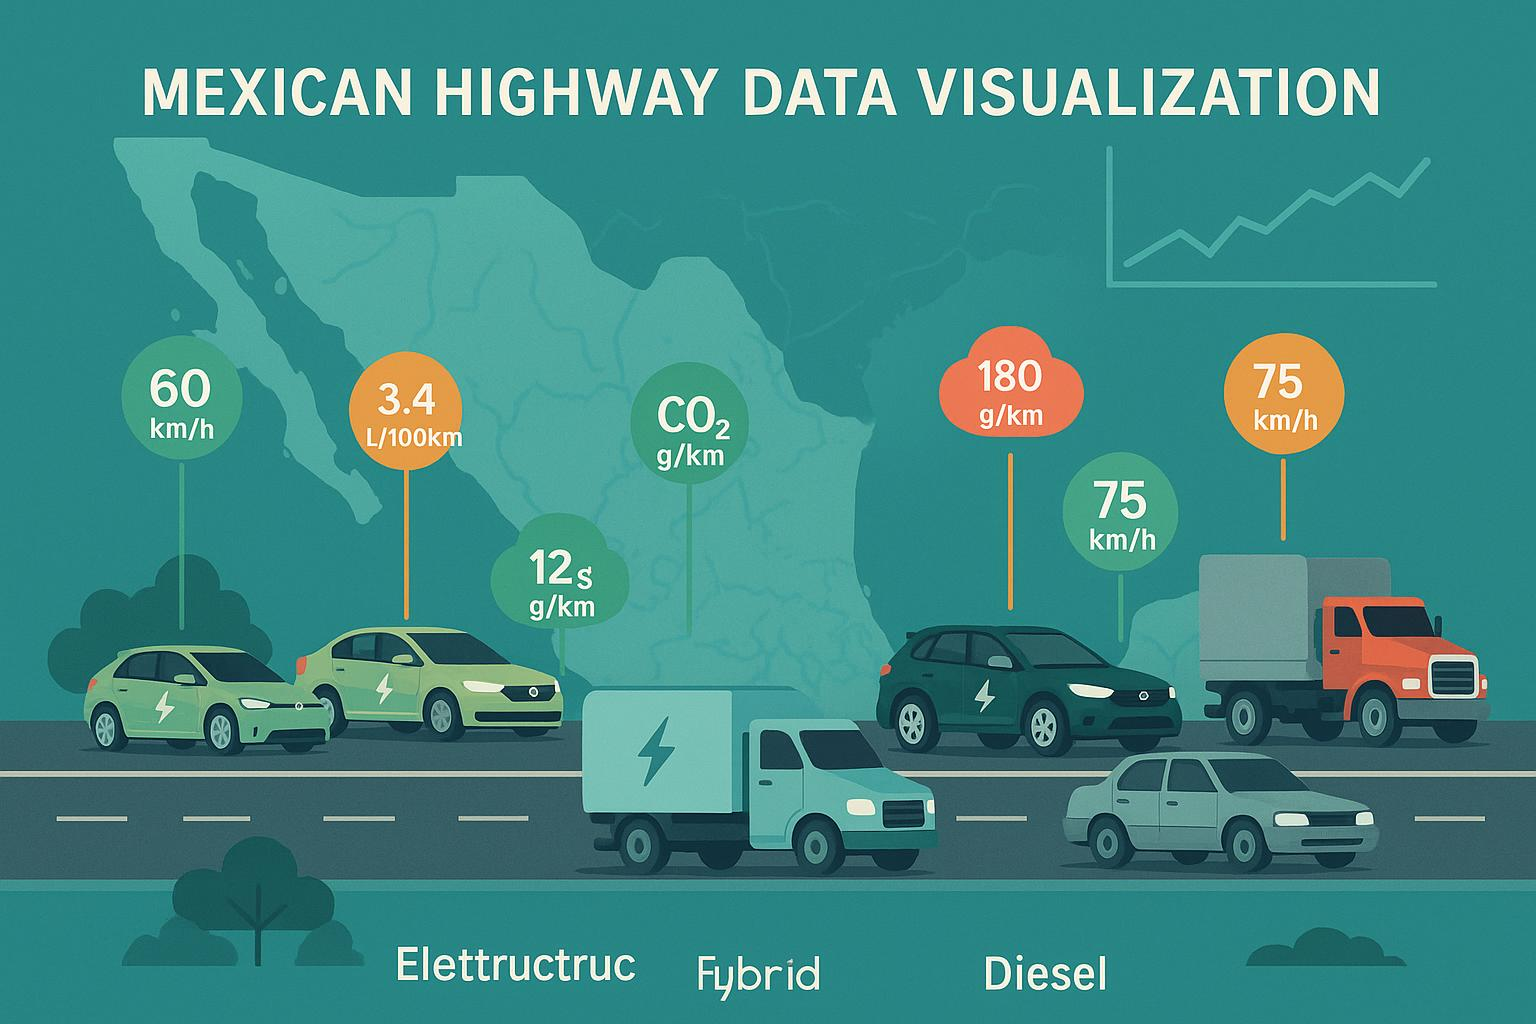 MEXICAN HIGHWAY DATA VISUALIZATION
60
km/h
3.4
L/100km
12s
g/km
CO₂
g/km
180
g/km
75
km/h
75
km/h
Elettructruc
Fybrid
Diesel